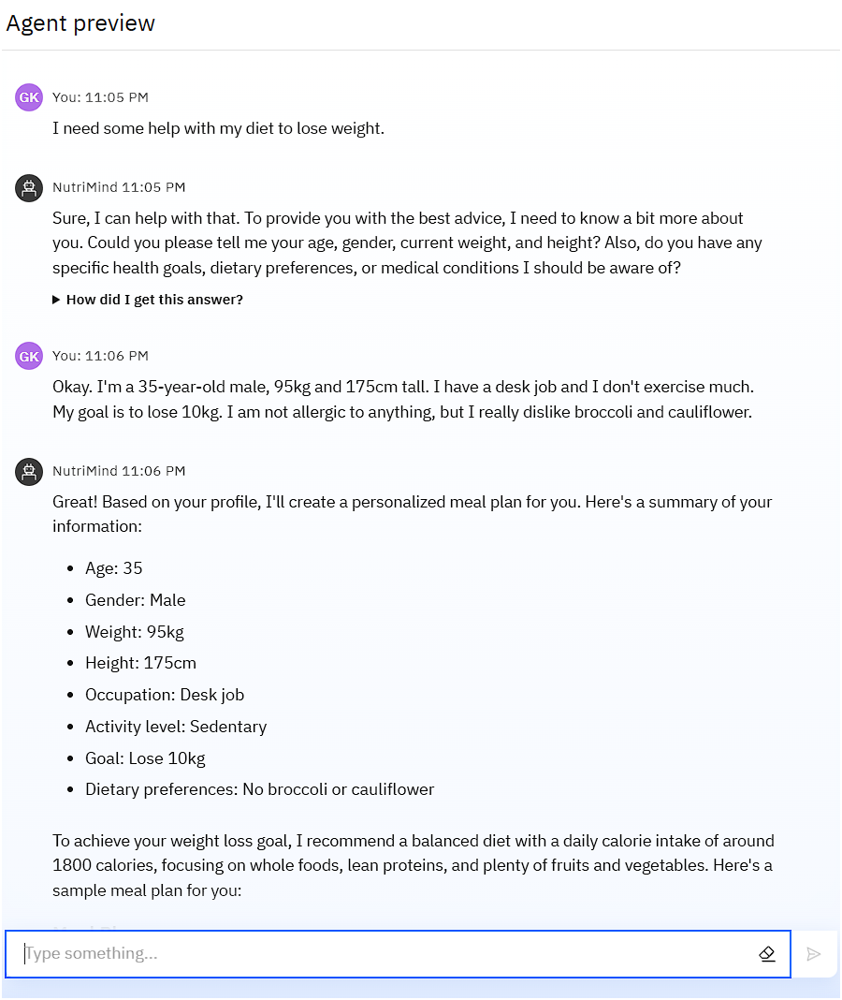 Agent preview
GK You: 11:05 PM
I need some help with my diet to lose weight.
NutriMind 11:05 PM
Sure, I can help with that. To provide you with the best advice, I need to know a bit more about
you. Could you please tell me your age, gender, current weight, and height? Also, do you have any
specific health goals, dietary preferences, or medical conditions I should be aware of?
How did I get this answer?
GK You: 11:06 PM
Okay. I'm a 35-year-old male, 95kg and 175cm tall. I have a desk job and I don't exercise much.
My goal is to lose 10kg. I am not allergic to anything, but I really dislike broccoli and cauliflower.
NutriMind 11:06 PM
Great! Based on your profile, I'll create a personalized meal plan for you. Here's a summary of your
information:
• Age: 35
• Gender: Male
• Weight: 95kg
• Height: 175cm
• Occupation: Desk job
• Activity level: Sedentary
• Goal: Lose 10kg
• Dietary preferences: No broccoli or cauliflower
To achieve your weight loss goal, I recommend a balanced diet with a daily calorie intake of around
1800 calories, focusing on whole foods, lean proteins, and plenty of fruits and vegetables. Here's a
sample meal plan for you:
Type something...